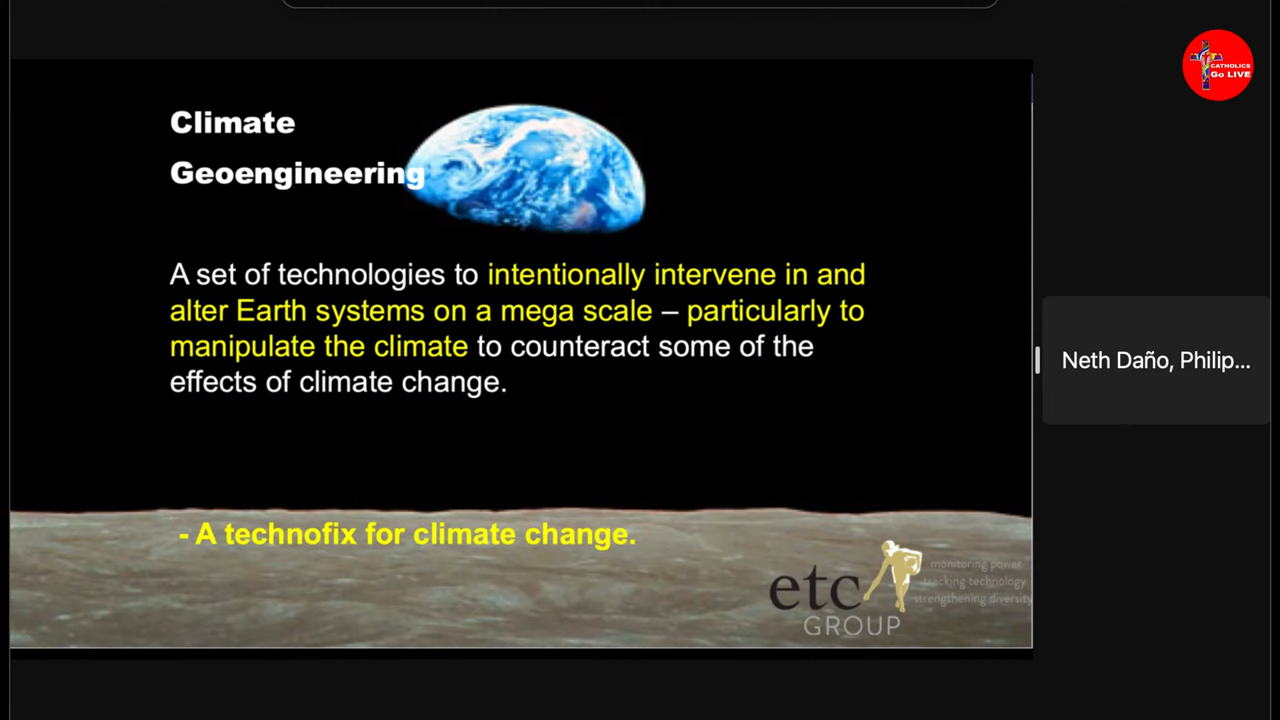 CATHOLICS
Go LIVE
Climate
Geoengineering
A set of technologies to intentionally intervene in and
alter Earth systems on a mega scale – particularly to
manipulate the climate to counteract some of the
effects of climate change.
Neth Daño, Philip...
- A technofix for climate change.
etc
GROUP
monitoring power
tracking technology
strengthening diversity